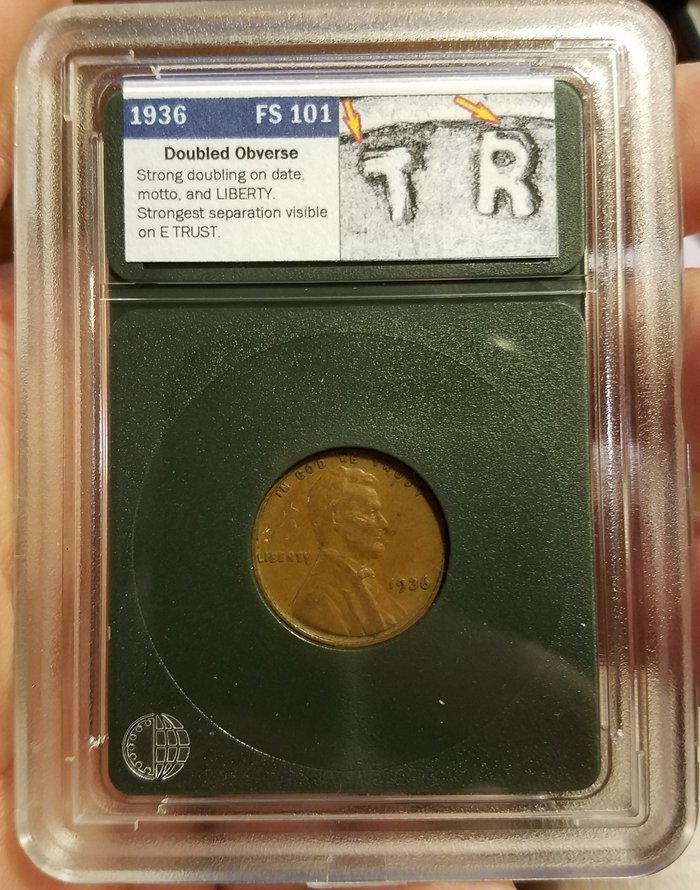 1936 FS 101
Doubled Obverse
Strong doubling on date,
motto, and LIBERTY.
Strongest separation visible
on E TRUST.
T R
IN GOD WE TRUST
LIBERTY
1936